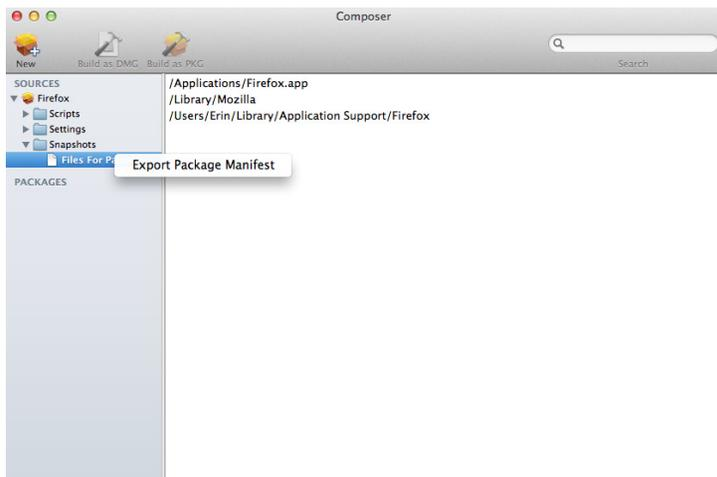 Composer
New
Build as DMG
Build as PKG
Search
SOURCES
Firefox
Scripts
Settings
Snapshots
Files For Pa
PACKAGES
Export Package Manifest
/Applications/Firefox.app
/Library/Mozilla
/Users/Erin/Library/Application Support/Firefox